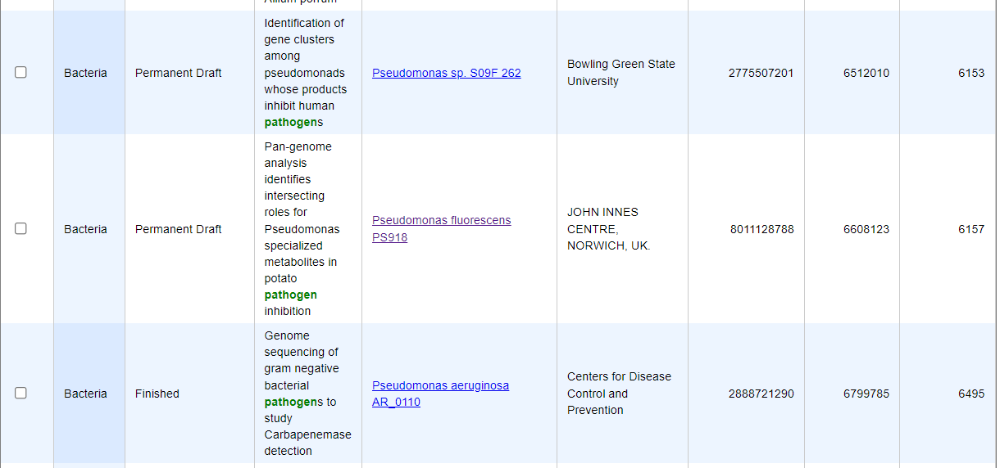 Allium porrum
Bacteria
Permanent Draft
Identification of
gene clusters
among
pseudomonads
whose products
inhibit human
pathogens
Pseudomonas sp. S09F 262
Bowling Green State
University
2775507201
6512010
6153
Bacteria
Permanent Draft
Pan-genome
analysis
identifies
intersecting
roles for
Pseudomonas
specialized
metabolites in
potato
pathogen
inhibition
Pseudomonas fluorescens
PS918
JOHN INNES
CENTRE,
NORWICH, UK.
8011128788
6608123
6157
Bacteria
Finished
Genome
sequencing of
gram negative
bacterial
pathogens to
study
Carbapenemase
detection
Pseudomonas aeruginosa
AR_0110
Centers for Disease
Control and
Prevention
2888721290
6799785
6495